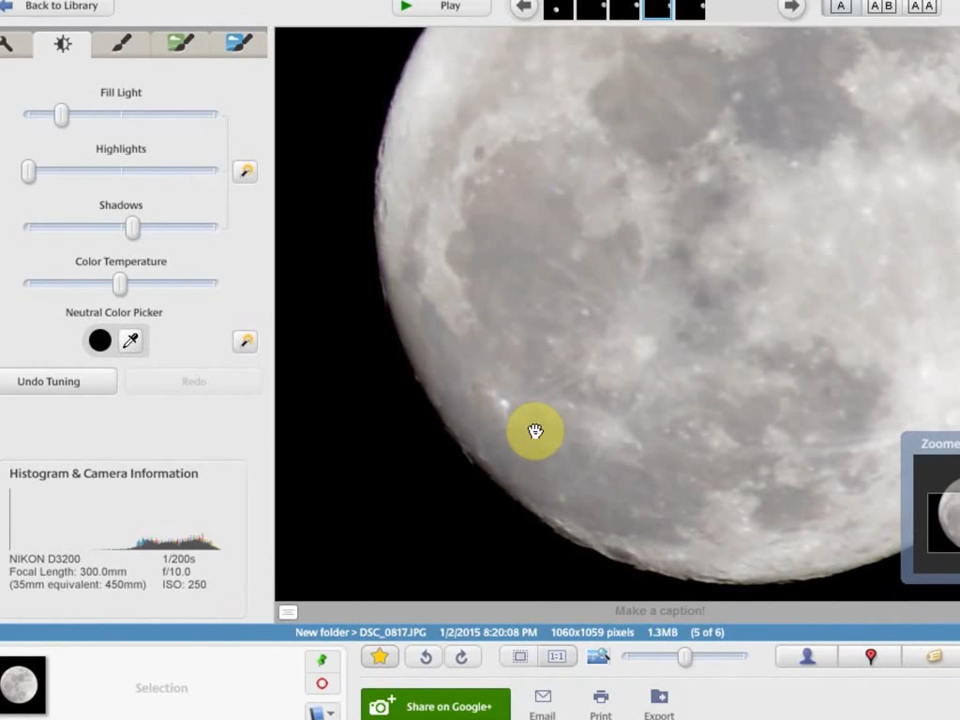 Back to Library
Play
A
A B
A A
Fill Light
Highlights
Shadows
Color Temperature
Neutral Color Picker
Undo Tuning
Redo
Histogram & Camera Information
NIKON D3200 1/200s
Focal Length: 300.0mm f/10.0
(35mm equivalent: 450mm) ISO: 250
Zoome
Make a caption!
New folder > DSC_0817.JPG 1/2/2015 8:20:08 PM 1060x1059 pixels 1.3MB (5 of 6)
1:1
Selection
Share on Google+
Email
Print
Export